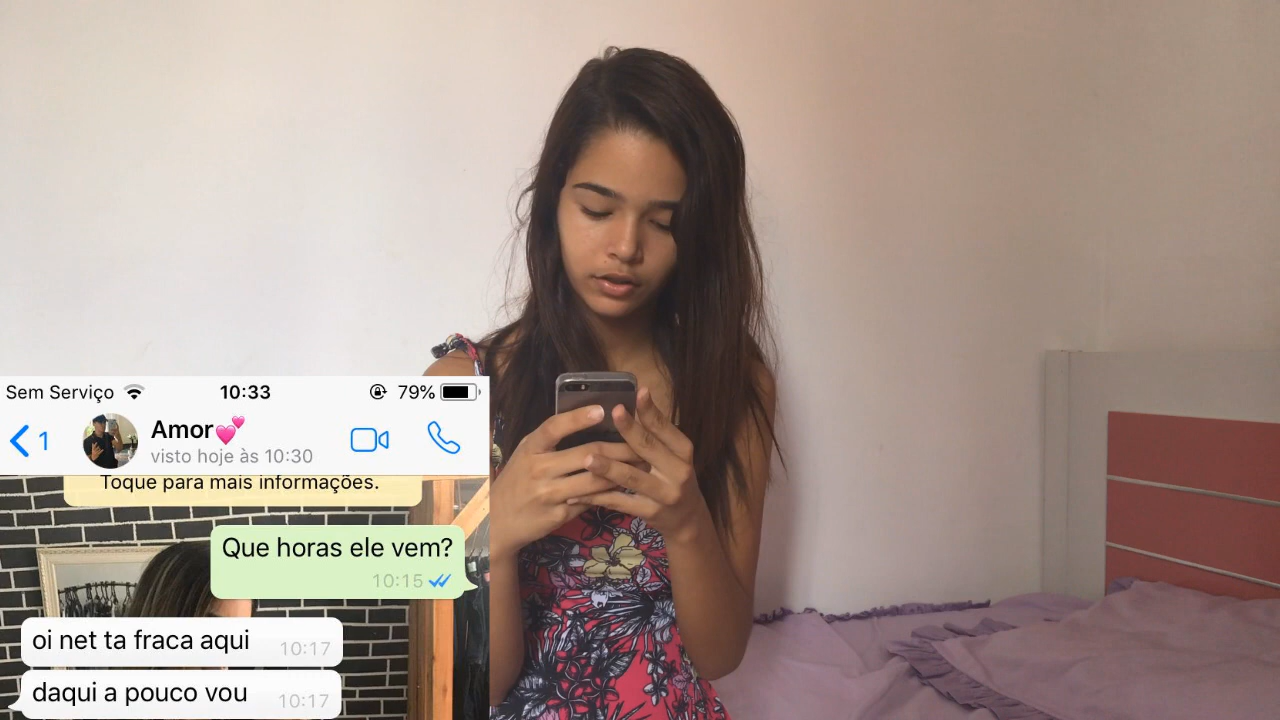 Sem Serviço 10:33 79%
1 Amor💕
visto hoje às 10:30
Toque para mais informações.
Que horas ele vem?
10:15
oi net ta fraca aqui 10:17
daqui a pouco vou 10:17